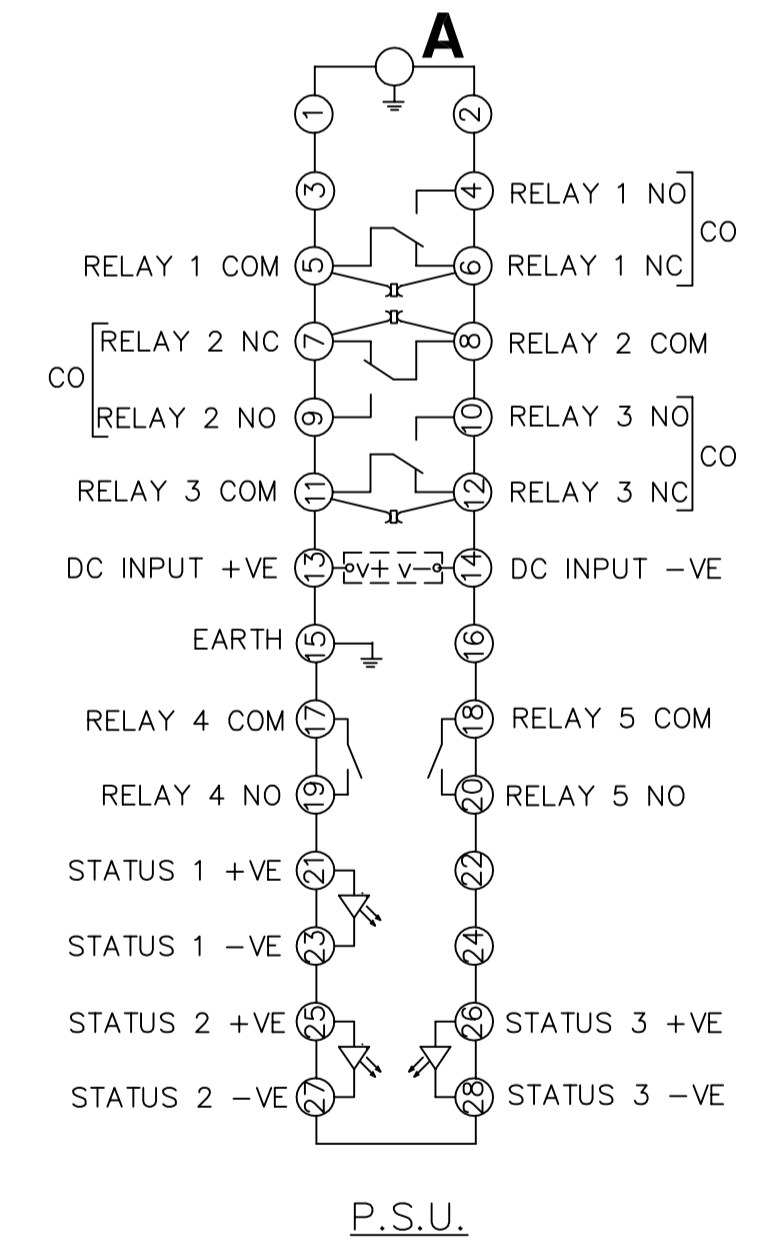 A
1 2
3 4 RELAY 1 NO
CO
RELAY 1 COM 5 6 RELAY 1 NC
RELAY 2 NC 7 8 RELAY 2 COM
CO
RELAY 2 NO 9 10 RELAY 3 NO
CO
RELAY 3 COM 11 12 RELAY 3 NC
DC INPUT +VE 13 V+ V− 14 DC INPUT −VE
EARTH 15 16
RELAY 4 COM 17 18 RELAY 5 COM
RELAY 4 NO 19 20 RELAY 5 NO
STATUS 1 +VE 21 22
STATUS 1 −VE 23 24
STATUS 2 +VE 25 26 STATUS 3 +VE
STATUS 2 −VE 27 28 STATUS 3 −VE
P.S.U.